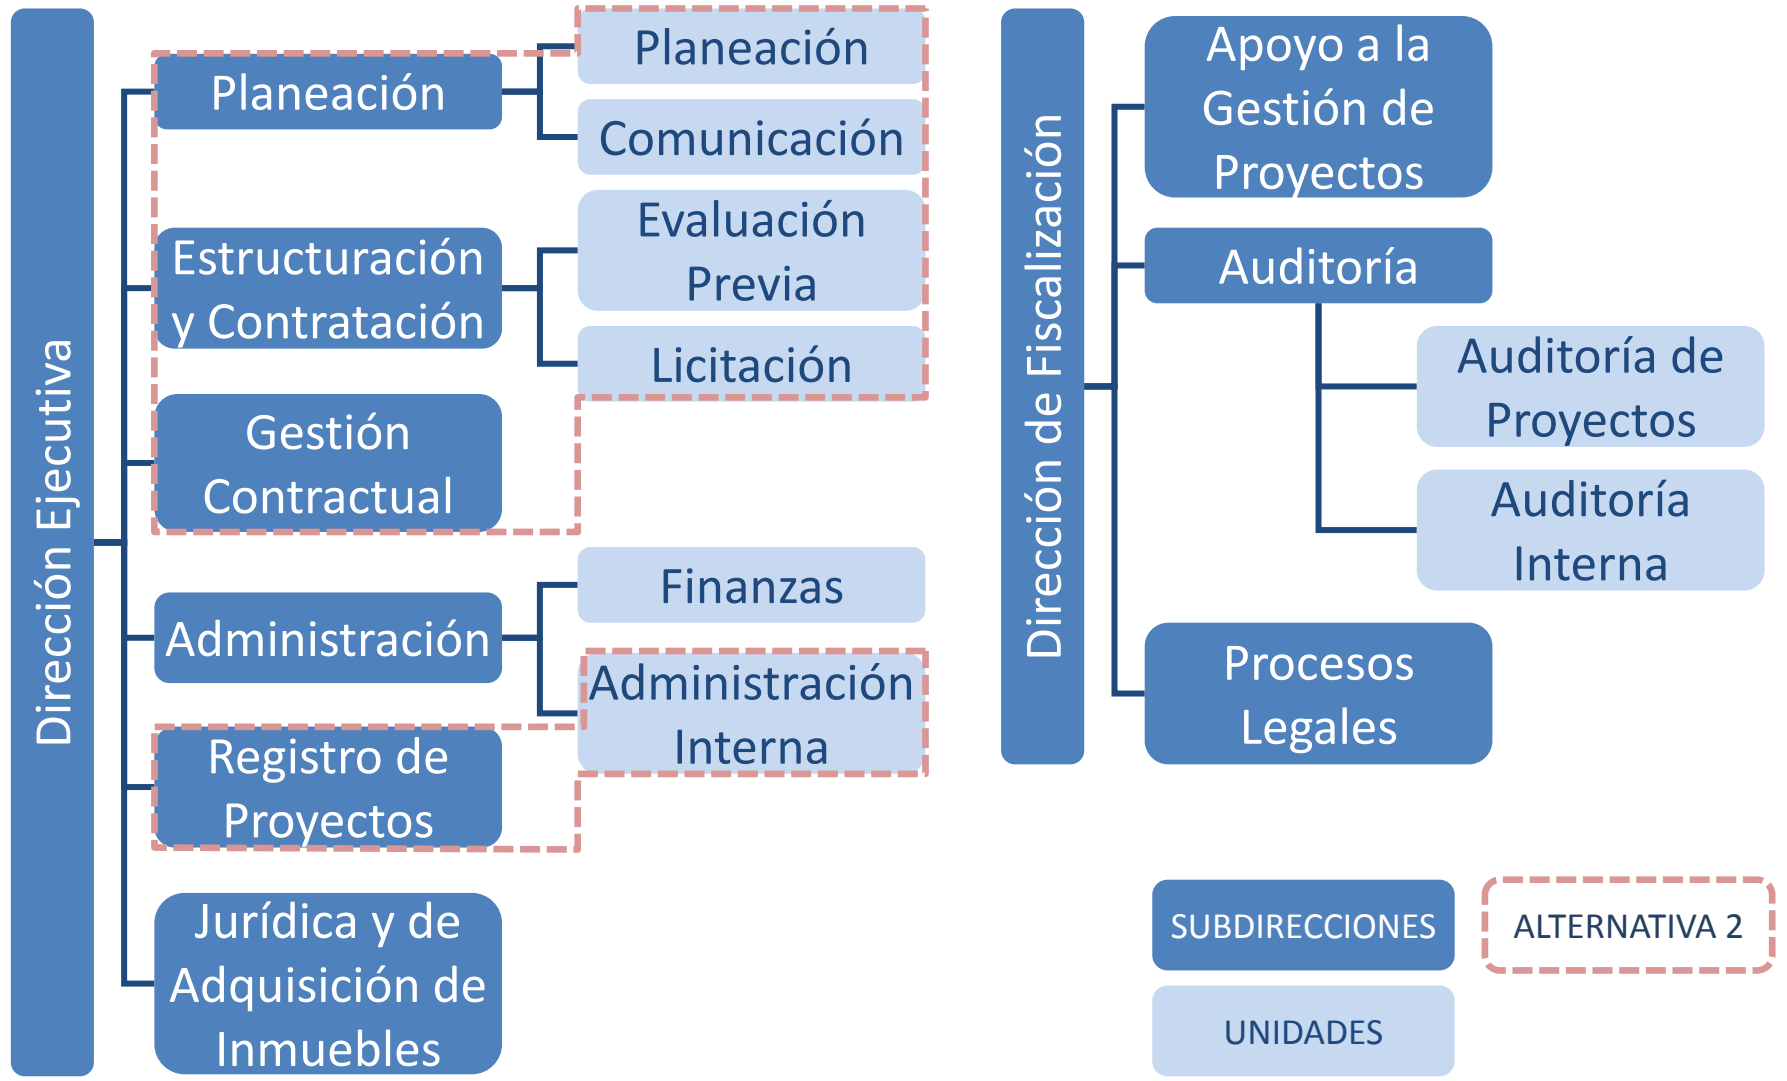 Dirección Ejecutiva
Planeación
Planeación
Comunicación
Estructuración
y Contratación
Evaluación
Previa
Licitación
Gestión
Contractual
Administración
Finanzas
Administración
Interna
Registro de
Proyectos
Jurídica y de
Adquisición de
Inmuebles
Dirección de Fiscalización
Apoyo a la
Gestión de
Proyectos
Auditoría
Auditoría de
Proyectos
Auditoría
Interna
Procesos
Legales
SUBDIRECCIONES
ALTERNATIVA 2
UNIDADES